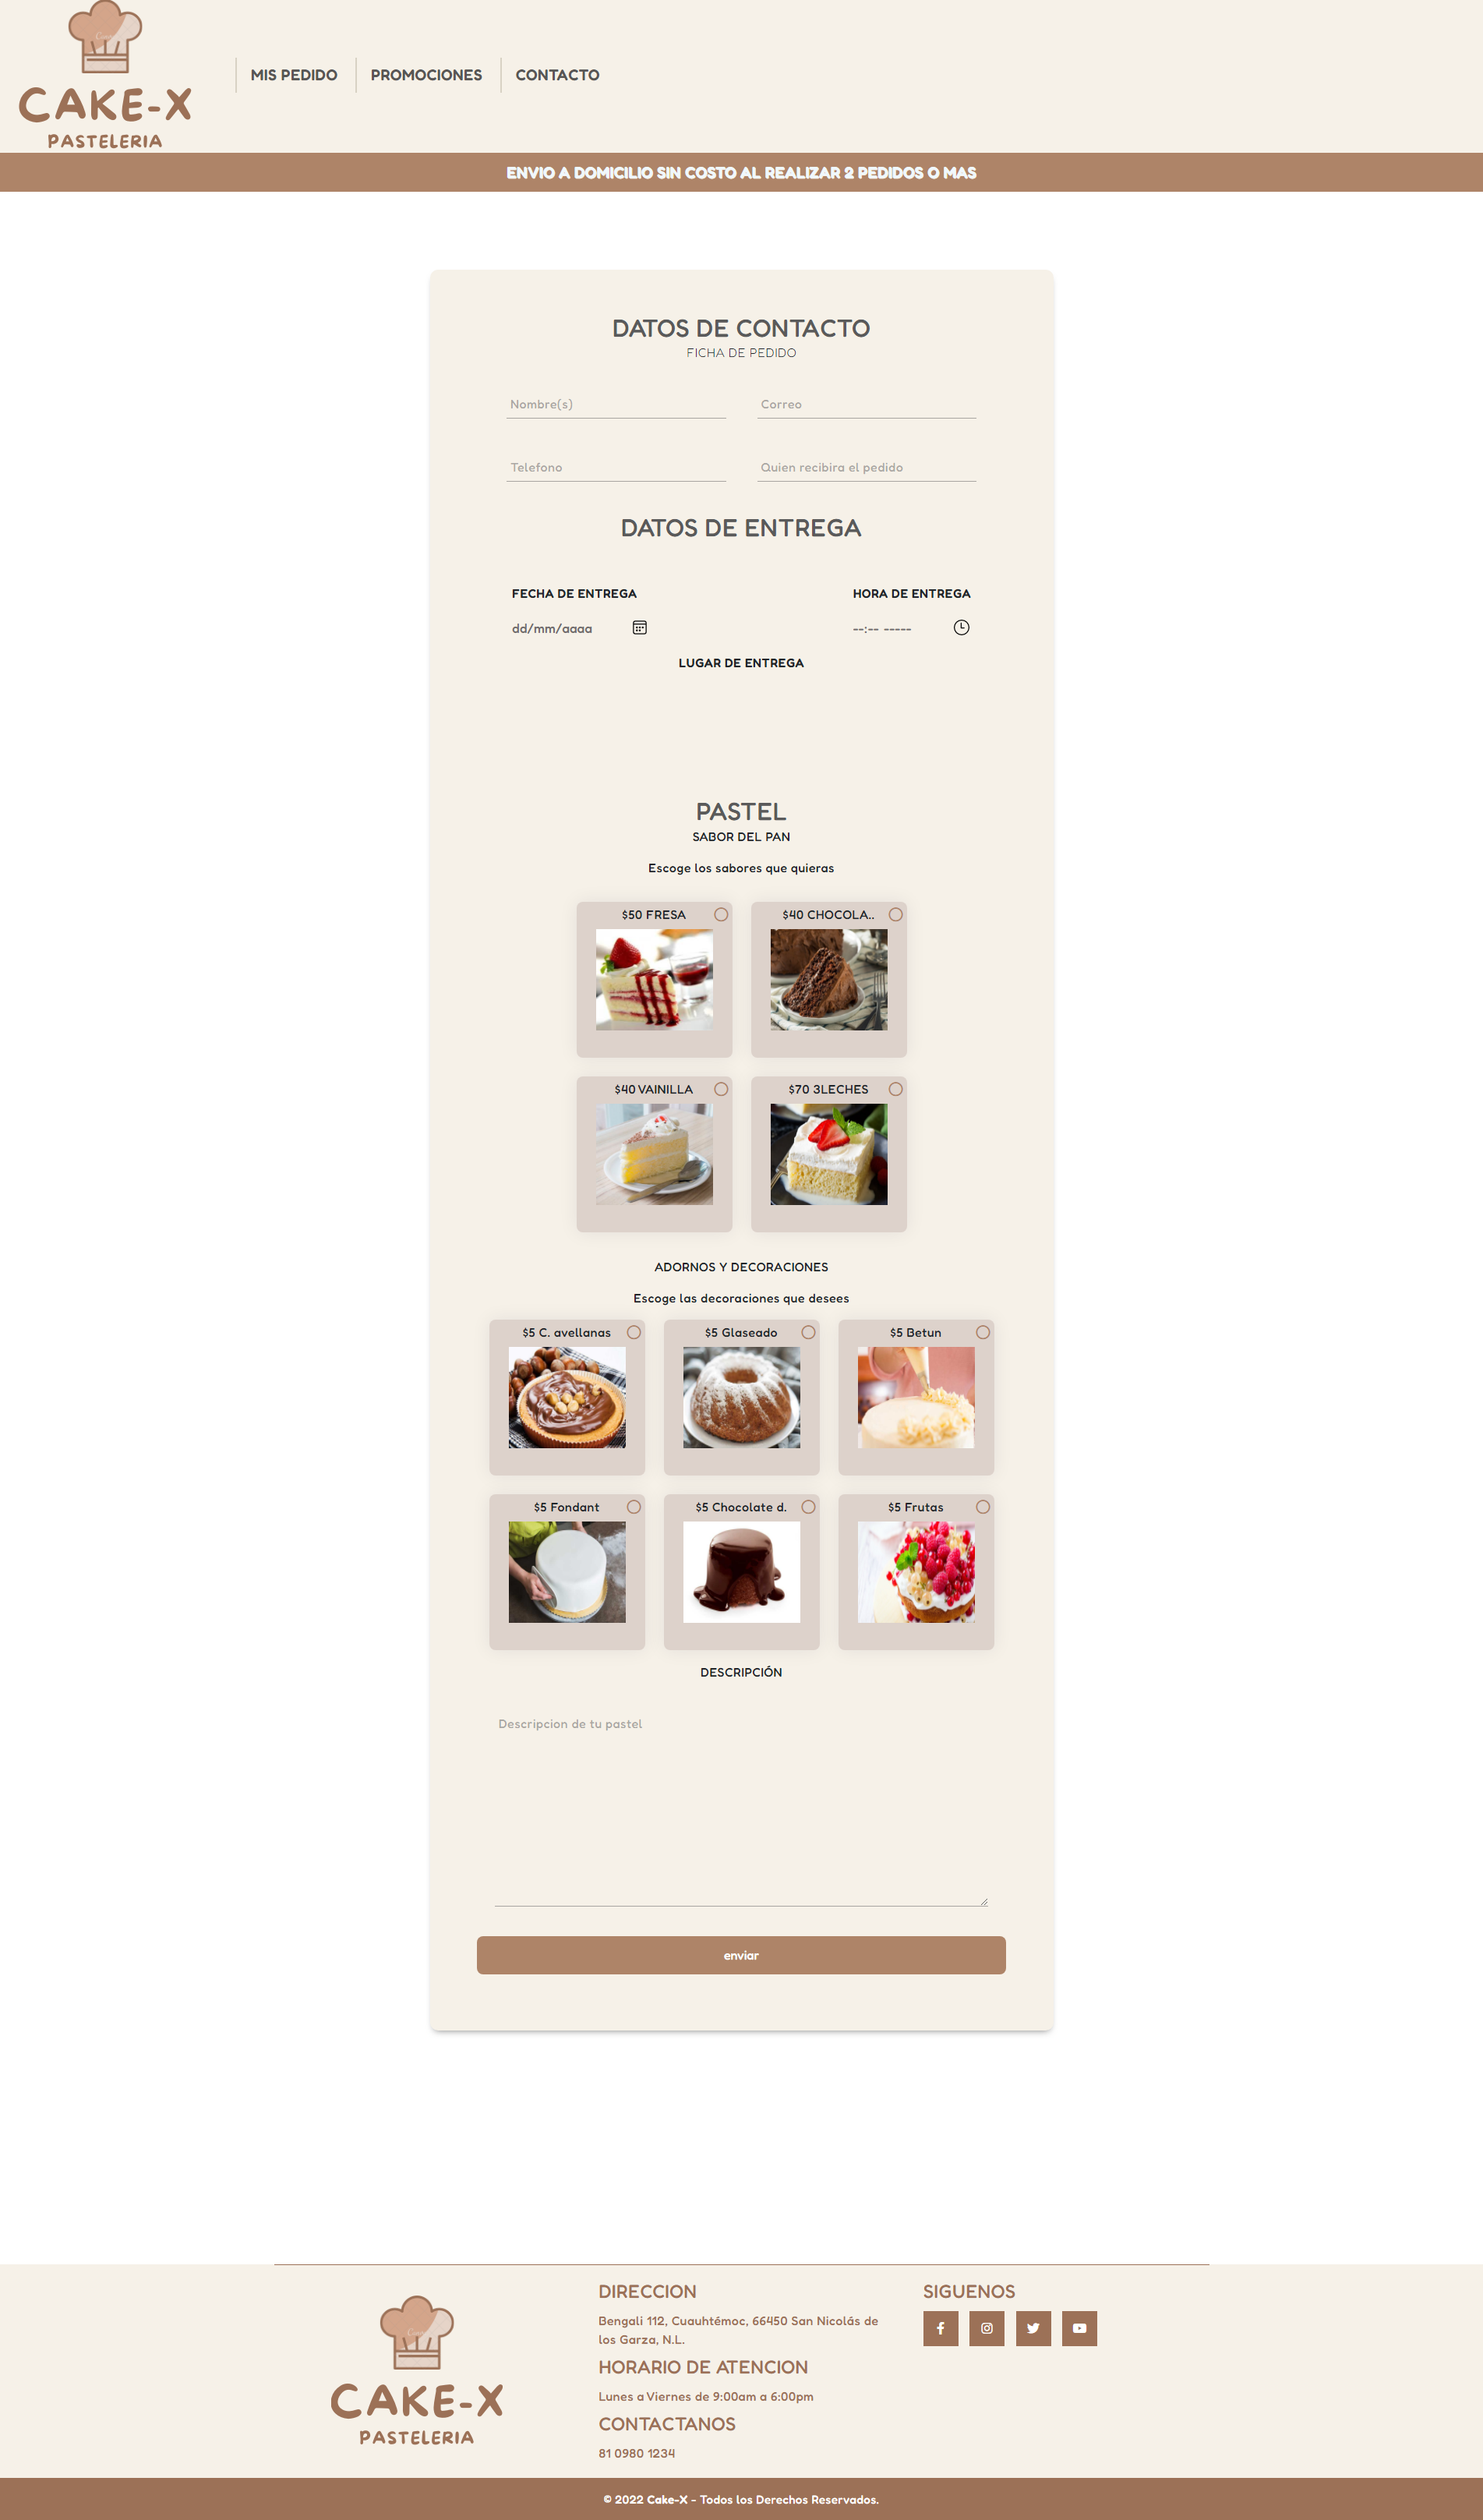 CAKE-X
PASTELERIA
MIS PEDIDO
PROMOCIONES
CONTACTO
ENVIO A DOMICILIO SIN COSTO AL REALIZAR 2 PEDIDOS O MAS
DATOS DE CONTACTO
FICHA DE PEDIDO
Nombre(s)
Correo
Telefono
Quien recibira el pedido
DATOS DE ENTREGA
FECHA DE ENTREGA
HORA DE ENTREGA
dd/mm/aaaa
--:-- -----
LUGAR DE ENTREGA
PASTEL
SABOR DEL PAN
Escoge los sabores que quieras
$50 FRESA
$40 CHOCOLA..
$40 VAINILLA
$70 3LECHES
ADORNOS Y DECORACIONES
Escoge las decoraciones que desees
$5 C. avellanas
$5 Glaseado
$5 Betun
$5 Fondant
$5 Chocolate d.
$5 Frutas
DESCRIPCIÓN
Descripcion de tu pastel
enviar
CAKE-X
PASTELERIA
DIRECCION
Bengali 112, Cuauhtémoc, 66450 San Nicolás de
los Garza, N.L.
HORARIO DE ATENCION
Lunes a Viernes de 9:00am a 6:00pm
CONTACTANOS
81 0980 1234
SIGUENOS
© 2022 Cake-X - Todos los Derechos Reservados.